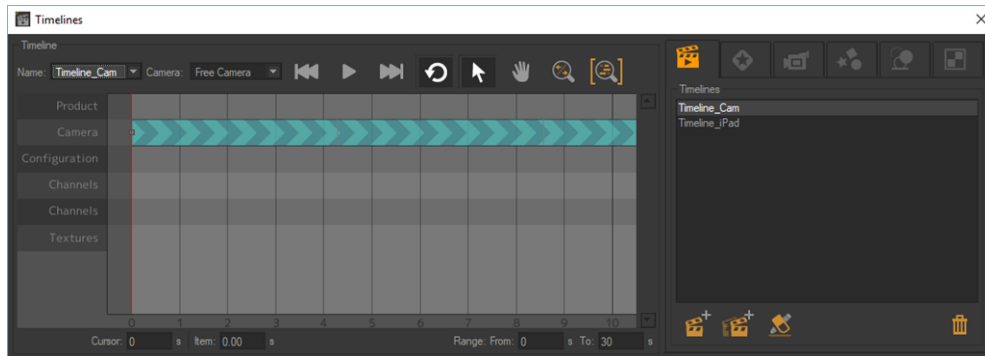 Timelines
Timeline
Name: Timeline_Cam Camera: Free Camera
Product
Camera
Configuration
Channels
Channels
Textures
0 1 2 3 4 5 6 7 8 9 10
Cursor: 0 s Item: 0.00 s Range: From: 0 s To: 30 s
Timelines
Timeline_Cam
Timeline_iPad